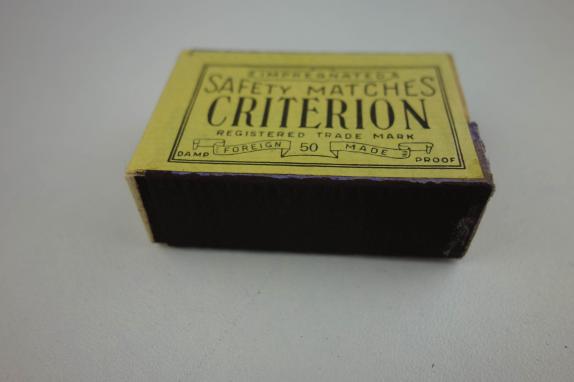 IMPREGNATED
SAFETY MATCHES
CRITERION
REGISTERED TRADE MARK
DAMP FOREIGN 50 MADE PROOF